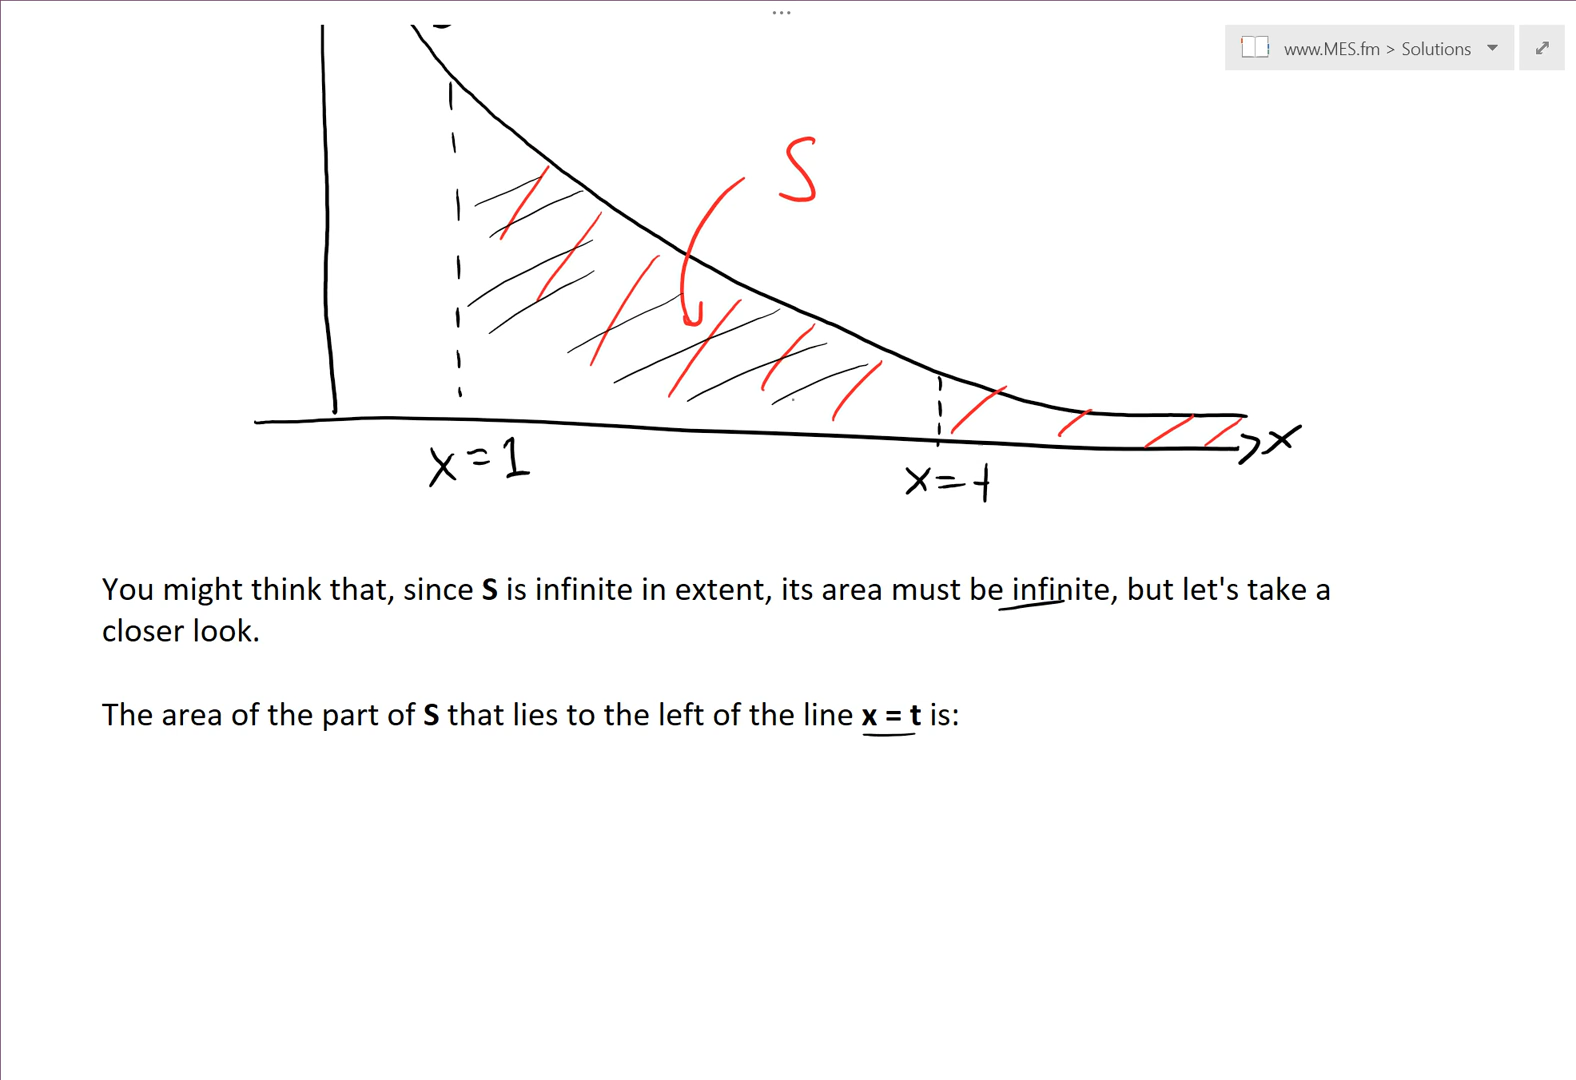 www.MES.fm > Solutions
S
x
x = 1
x = t
You might think that, since S is infinite in extent, its area must be infinite, but let's take a
closer look.
The area of the part of S that lies to the left of the line x = t is: